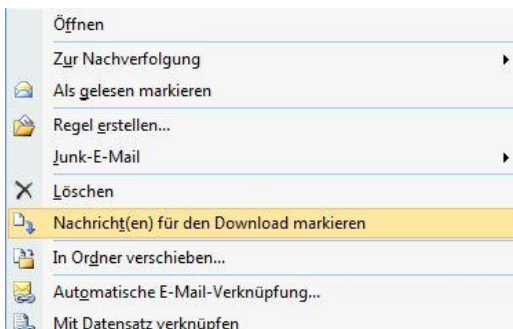 Öffnen
Zur Nachverfolgung
Als gelesen markieren
Regel erstellen...
Junk-E-Mail
Löschen
Nachricht(en) für den Download markieren
In Ordner verschieben...
Automatische E-Mail-Verknüpfung...
Mit Datensatz verknüpfen